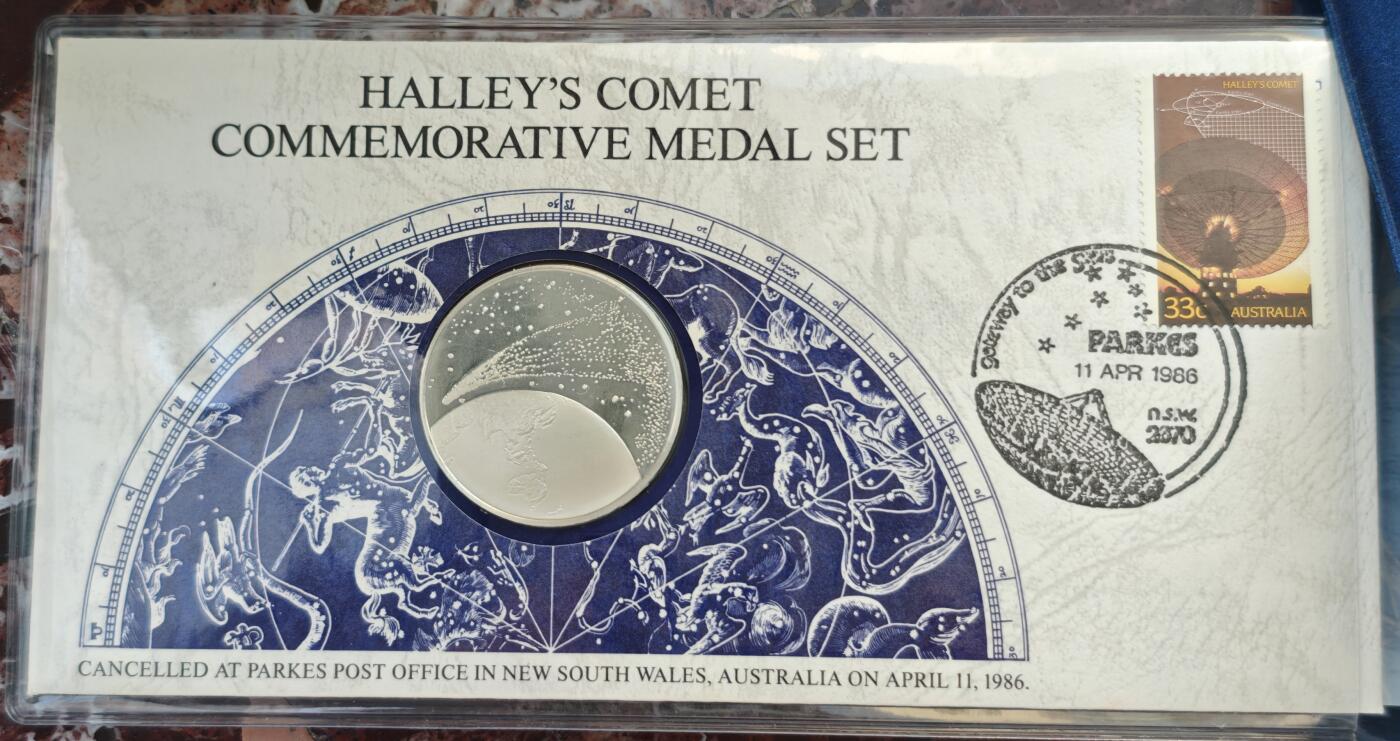 HALLEY'S COMET
COMMEMORATIVE MEDAL SET
HALLEY'S COMET
33c AUSTRALIA
gateway to the stars
PARKES
11 APR 1986
n.s.w.
2870
CANCELLED AT PARKES POST OFFICE IN NEW SOUTH WALES, AUSTRALIA ON APRIL 11, 1986.